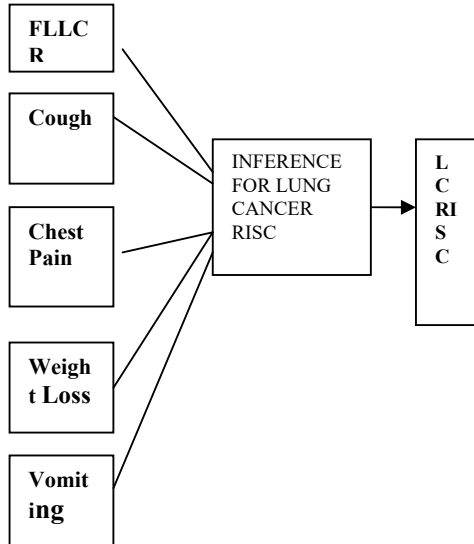 FLLC
R
Cough
Chest
Pain
Weigh
t Loss
Vomit
ing
INFERENCE
FOR LUNG
CANCER
RISC
L
C
RI
S
C